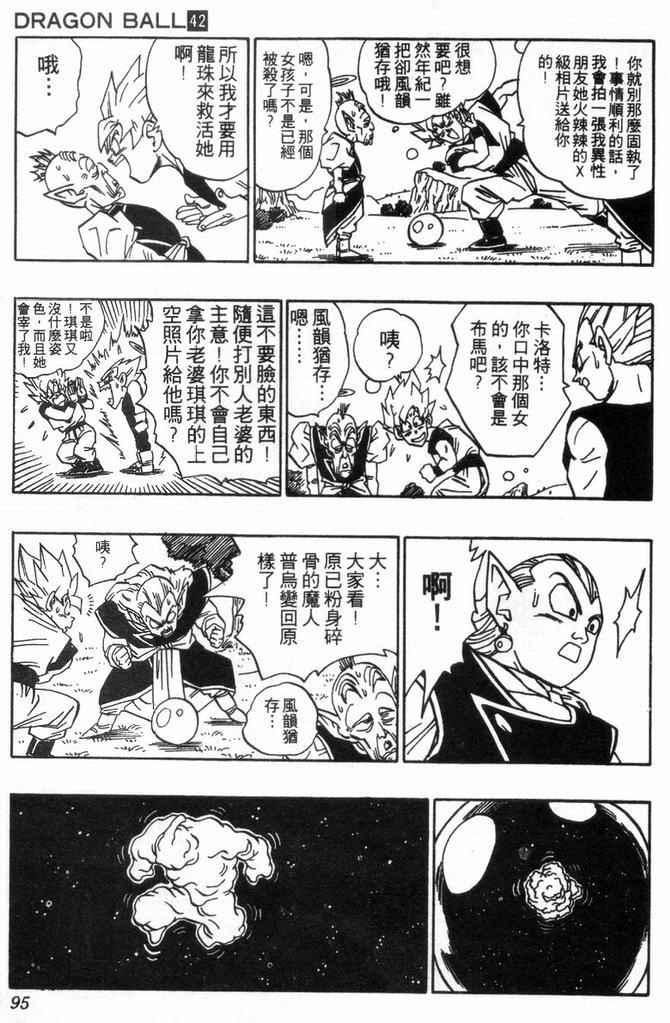 DRAGON BALL 42
你就別那麼固執了
！事情順利的話，
我會拍一張我異性
朋友她火辣辣的X
級相片送給你
的！
很想
要吧？雖
然年紀一
把卻風韻
猶存哦！
嗯，可是，那個
女孩子不是已經
被殺了嗎？
所以我才要用
龍珠來救活她
啊！
哦…
卡洛特…
你口中那個女
的，該不會是
布馬吧？
咦？
風韻猶存…
嗯……
這不要臉的東西！
隨便打別人老婆的
主意！你不會自己
拿你老婆琪琪的上
空照片給他嗎？
不是啦
！琪琪又
沒什麼姿
色，而且她
會宰了我！
啊！
大…
大家看！
原已粉身碎
骨的魔人
普烏變回原
樣了！
風韻猶
存…
咦？
95